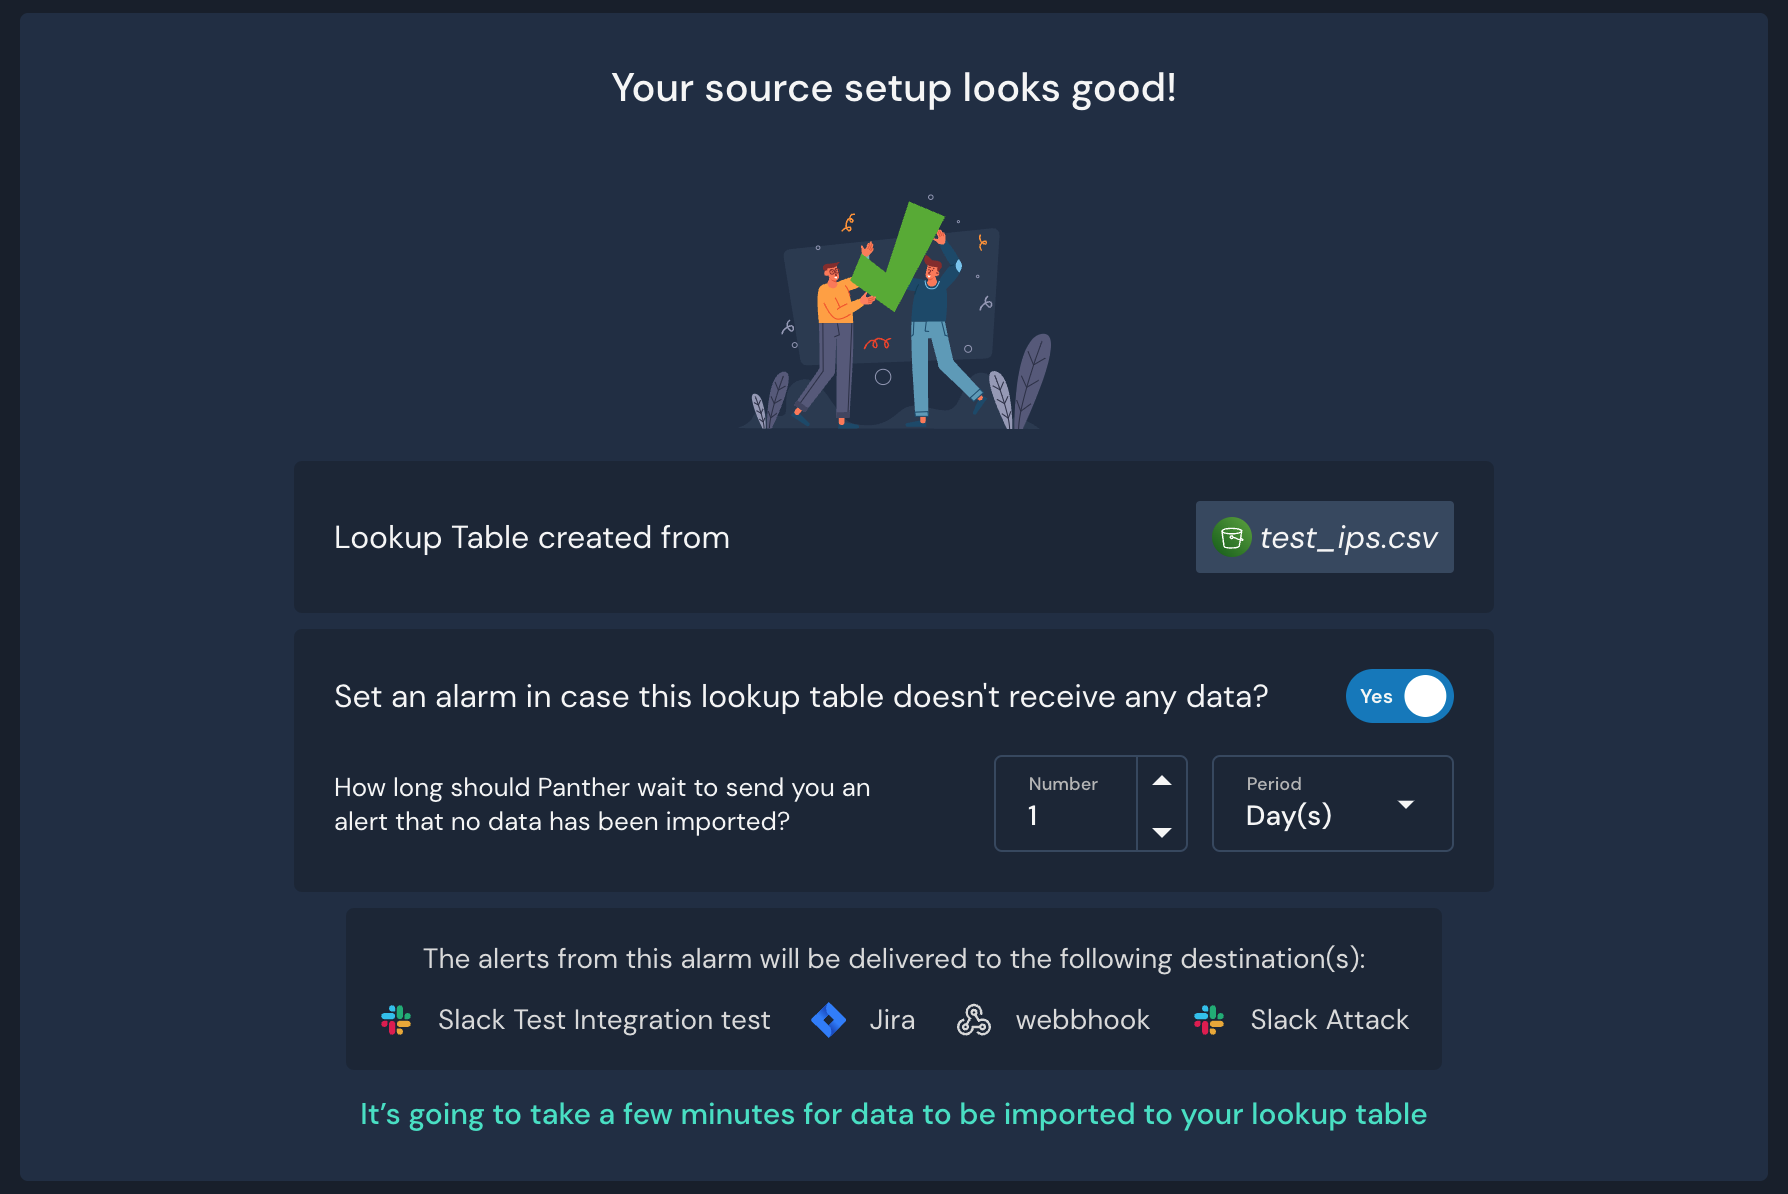 Your source setup looks good!
Lookup Table created from
test_ips.csv
Set an alarm in case this lookup table doesn't receive any data?
Yes
How long should Panther wait to send you an
alert that no data has been imported?
Number
1
Period
Day(s)
The alerts from this alarm will be delivered to the following destination(s):
Slack Test Integration test Jira webbhook Slack Attack
It’s going to take a few minutes for data to be imported to your lookup table